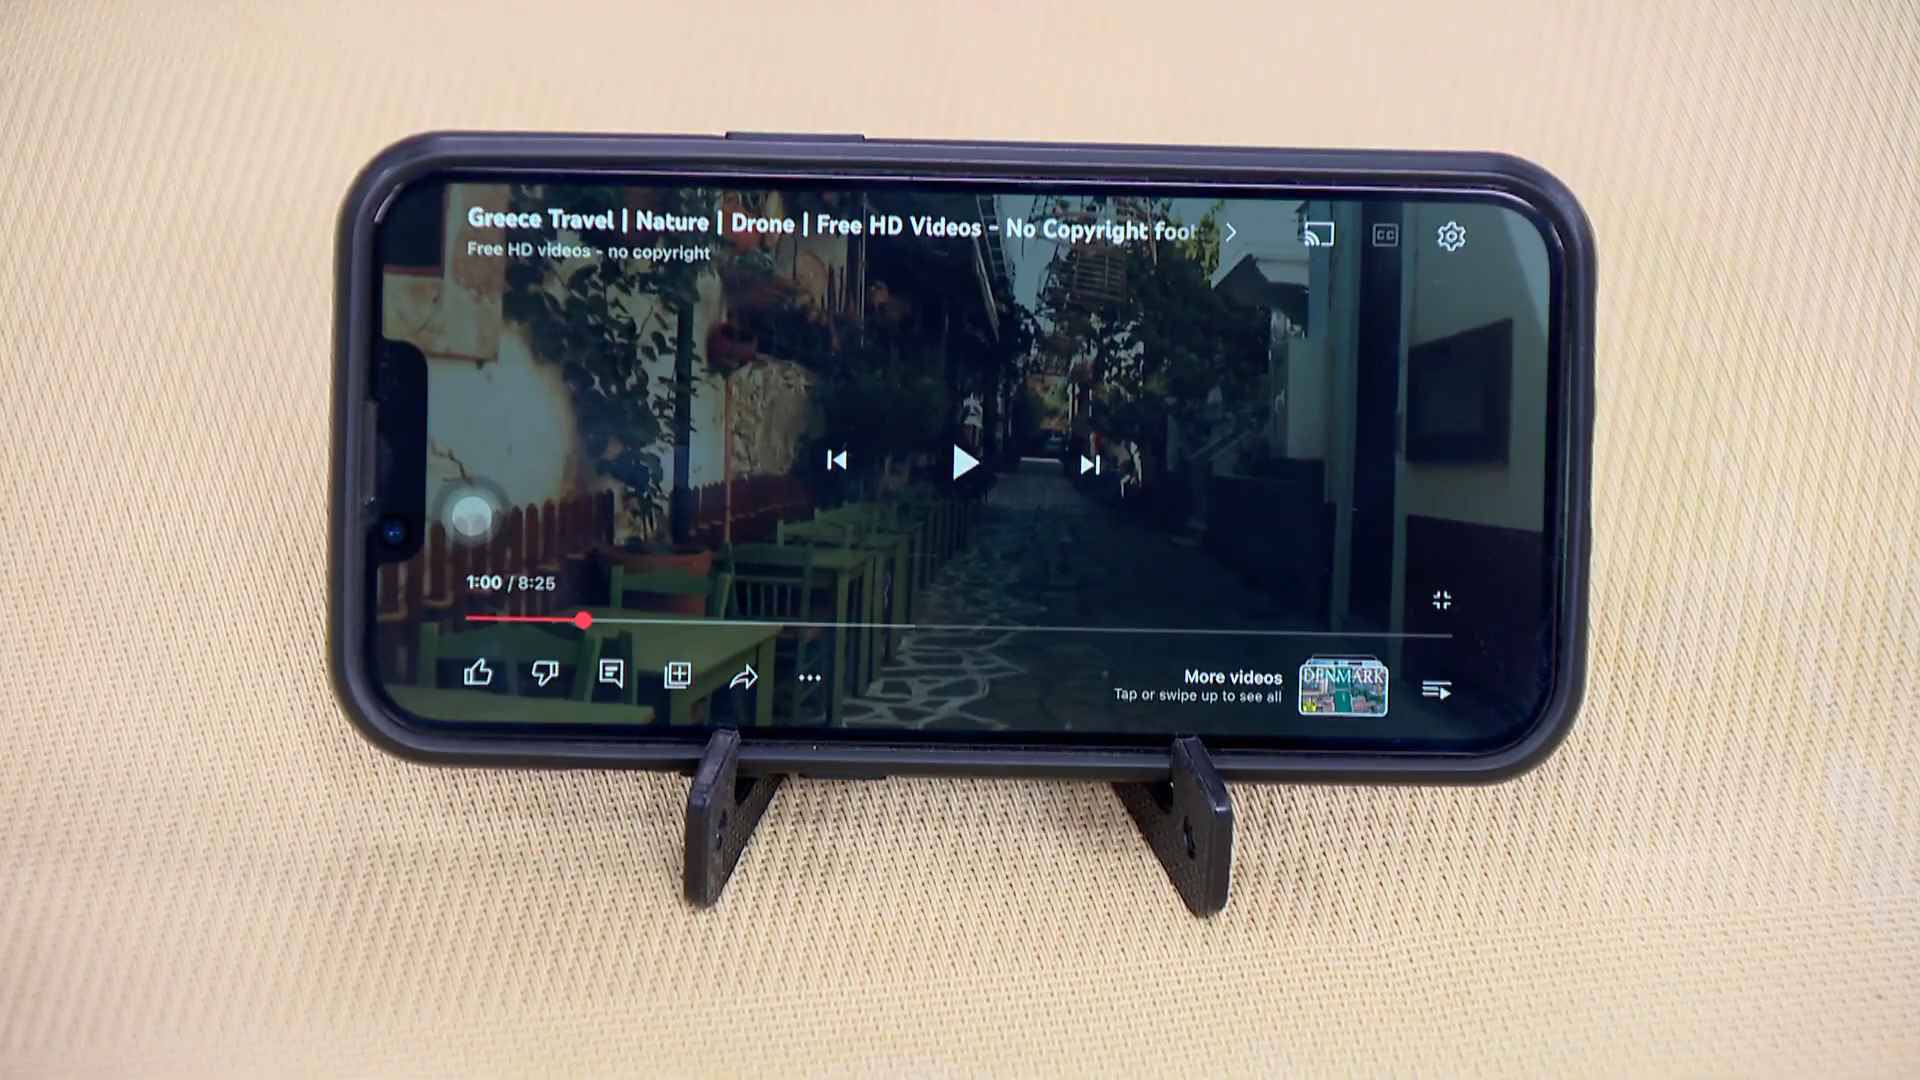 Greece Travel | Nature | Drone | Free HD Videos - No Copyright foot
Free HD videos - no copyright
CC
1:00 / 8:25
More videos
Tap or swipe up to see all
DENMARK